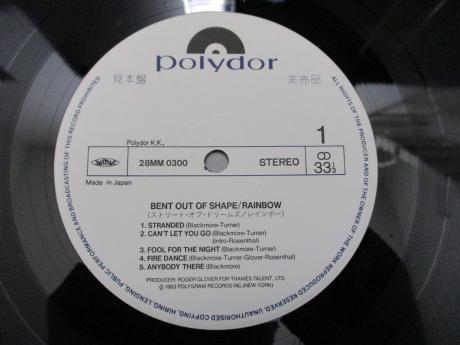 polydor
見本盤
非売品
Polydor K.K.,
28MM 0300
STEREO
1
33 1/3
Made in Japan
BENT OUT OF SHAPE/RAINBOW
(ストリート・オブ・ドリームズ/レインボー)
1. STRANDED (Blackmore-Turner)
2. CAN'T LET YOU GO (Blackmore-Turner)
(Intro-Rosenthal)
3. FOOL FOR THE NIGHT (Blackmore-Turner)
4. FIRE DANCE (Blackmore-Turner-Glover-Rosenthal)
5. ANYBODY THERE (Blackmore)
PRODUCER: ROGER GLOVER FOR THAMES TALENT, LTD.
Ⓟ 1983 POLYGRAM RECORDS INC (NEW YORK)
ALL RIGHTS OF THE PRODUCER AND OF THE OWNER OF THE WORK REPRODUCED RESERVED. UNAUTHORISED COPYING, HIRING, LENDING, PUBLIC PERFORMANCE AND BROADCASTING OF THIS RECORD PROHIBITED